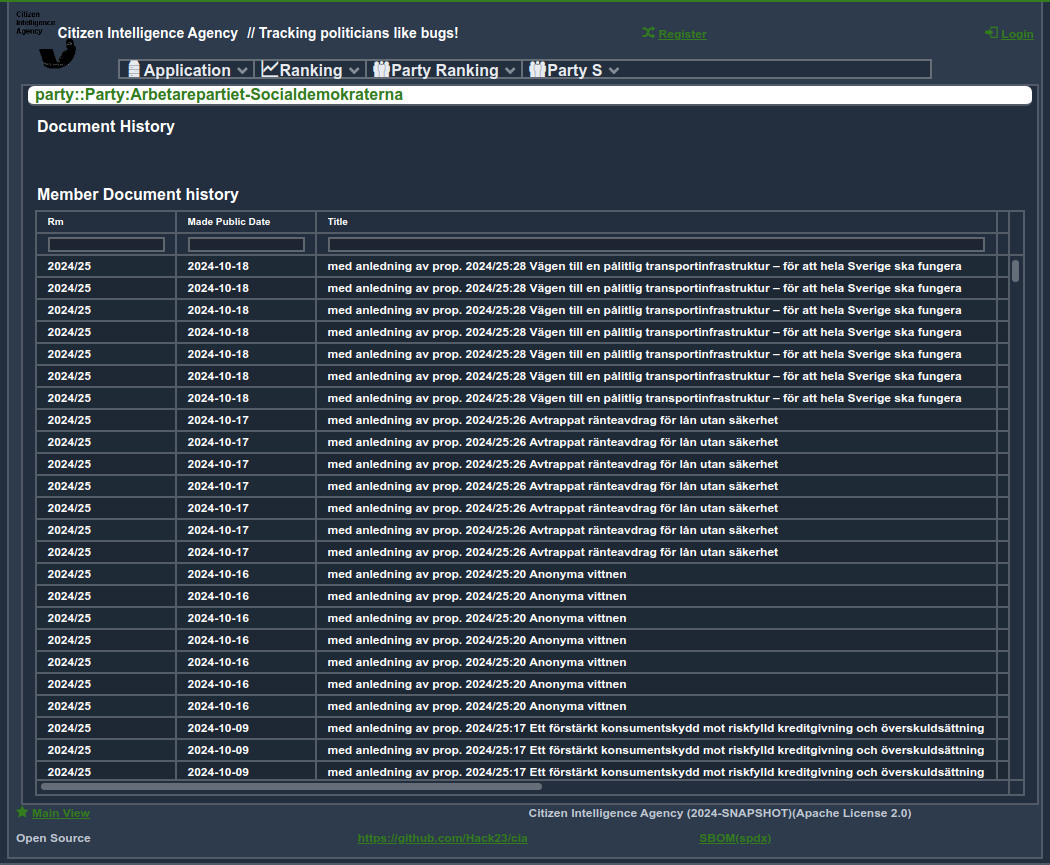 Citizen
Intelligence
Agency
Citizen Intelligence Agency // Tracking politicians like bugs!
Register
Login
Application
Ranking
Party Ranking
Party S
party::Party:Arbetarepartiet-Socialdemokraterna
Document History
Member Document history
Rm Made Public Date Title
2024/25 2024-10-18 med anledning av prop. 2024/25:28 Vägen till en pålitlig transportinfrastruktur – för att hela Sverige ska fungera
2024/25 2024-10-18 med anledning av prop. 2024/25:28 Vägen till en pålitlig transportinfrastruktur – för att hela Sverige ska fungera
2024/25 2024-10-18 med anledning av prop. 2024/25:28 Vägen till en pålitlig transportinfrastruktur – för att hela Sverige ska fungera
2024/25 2024-10-18 med anledning av prop. 2024/25:28 Vägen till en pålitlig transportinfrastruktur – för att hela Sverige ska fungera
2024/25 2024-10-18 med anledning av prop. 2024/25:28 Vägen till en pålitlig transportinfrastruktur – för att hela Sverige ska fungera
2024/25 2024-10-18 med anledning av prop. 2024/25:28 Vägen till en pålitlig transportinfrastruktur – för att hela Sverige ska fungera
2024/25 2024-10-18 med anledning av prop. 2024/25:28 Vägen till en pålitlig transportinfrastruktur – för att hela Sverige ska fungera
2024/25 2024-10-17 med anledning av prop. 2024/25:26 Avtrappat ränteavdrag för lån utan säkerhet
2024/25 2024-10-17 med anledning av prop. 2024/25:26 Avtrappat ränteavdrag för lån utan säkerhet
2024/25 2024-10-17 med anledning av prop. 2024/25:26 Avtrappat ränteavdrag för lån utan säkerhet
2024/25 2024-10-17 med anledning av prop. 2024/25:26 Avtrappat ränteavdrag för lån utan säkerhet
2024/25 2024-10-17 med anledning av prop. 2024/25:26 Avtrappat ränteavdrag för lån utan säkerhet
2024/25 2024-10-17 med anledning av prop. 2024/25:26 Avtrappat ränteavdrag för lån utan säkerhet
2024/25 2024-10-17 med anledning av prop. 2024/25:26 Avtrappat ränteavdrag för lån utan säkerhet
2024/25 2024-10-16 med anledning av prop. 2024/25:20 Anonyma vittnen
2024/25 2024-10-16 med anledning av prop. 2024/25:20 Anonyma vittnen
2024/25 2024-10-16 med anledning av prop. 2024/25:20 Anonyma vittnen
2024/25 2024-10-16 med anledning av prop. 2024/25:20 Anonyma vittnen
2024/25 2024-10-16 med anledning av prop. 2024/25:20 Anonyma vittnen
2024/25 2024-10-16 med anledning av prop. 2024/25:20 Anonyma vittnen
2024/25 2024-10-16 med anledning av prop. 2024/25:20 Anonyma vittnen
2024/25 2024-10-09 med anledning av prop. 2024/25:17 Ett förstärkt konsumentskydd mot riskfylld kreditgivning och överskuldsättning
2024/25 2024-10-09 med anledning av prop. 2024/25:17 Ett förstärkt konsumentskydd mot riskfylld kreditgivning och överskuldsättning
2024/25 2024-10-09 med anledning av prop. 2024/25:17 Ett förstärkt konsumentskydd mot riskfylld kreditgivning och överskuldsättning
Main View
Citizen Intelligence Agency (2024-SNAPSHOT)(Apache License 2.0)
Open Source
https://github.com/Hack23/cia
SBOM(spdx)